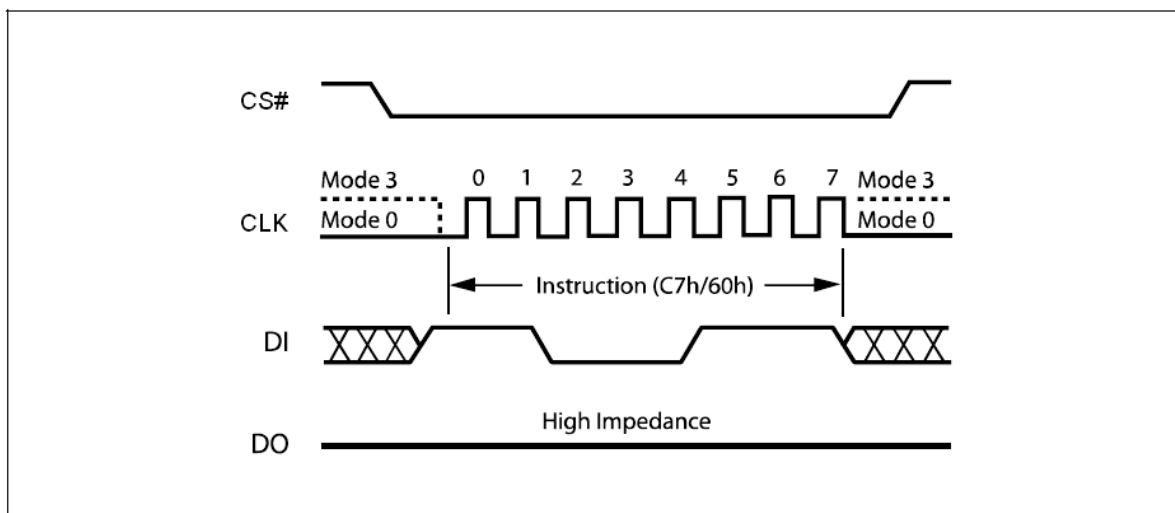 CS#
Mode 3 0 1 2 3 4 5 6 7 Mode 3
CLK Mode 0 Mode 0
Instruction (C7h/60h)
DI
High Impedance
DO